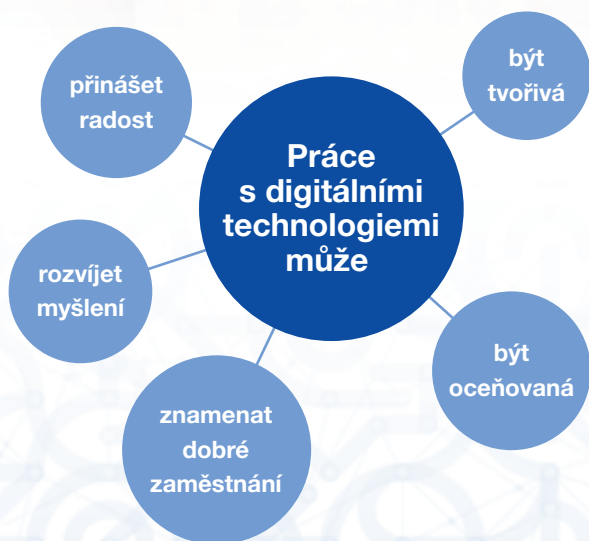 Práce
s digitálními
technologiemi
může
přinášet
radost
být
tvořivá
rozvíjet
myšlení
být
oceňovaná
znamenat
dobré
zaměstnání